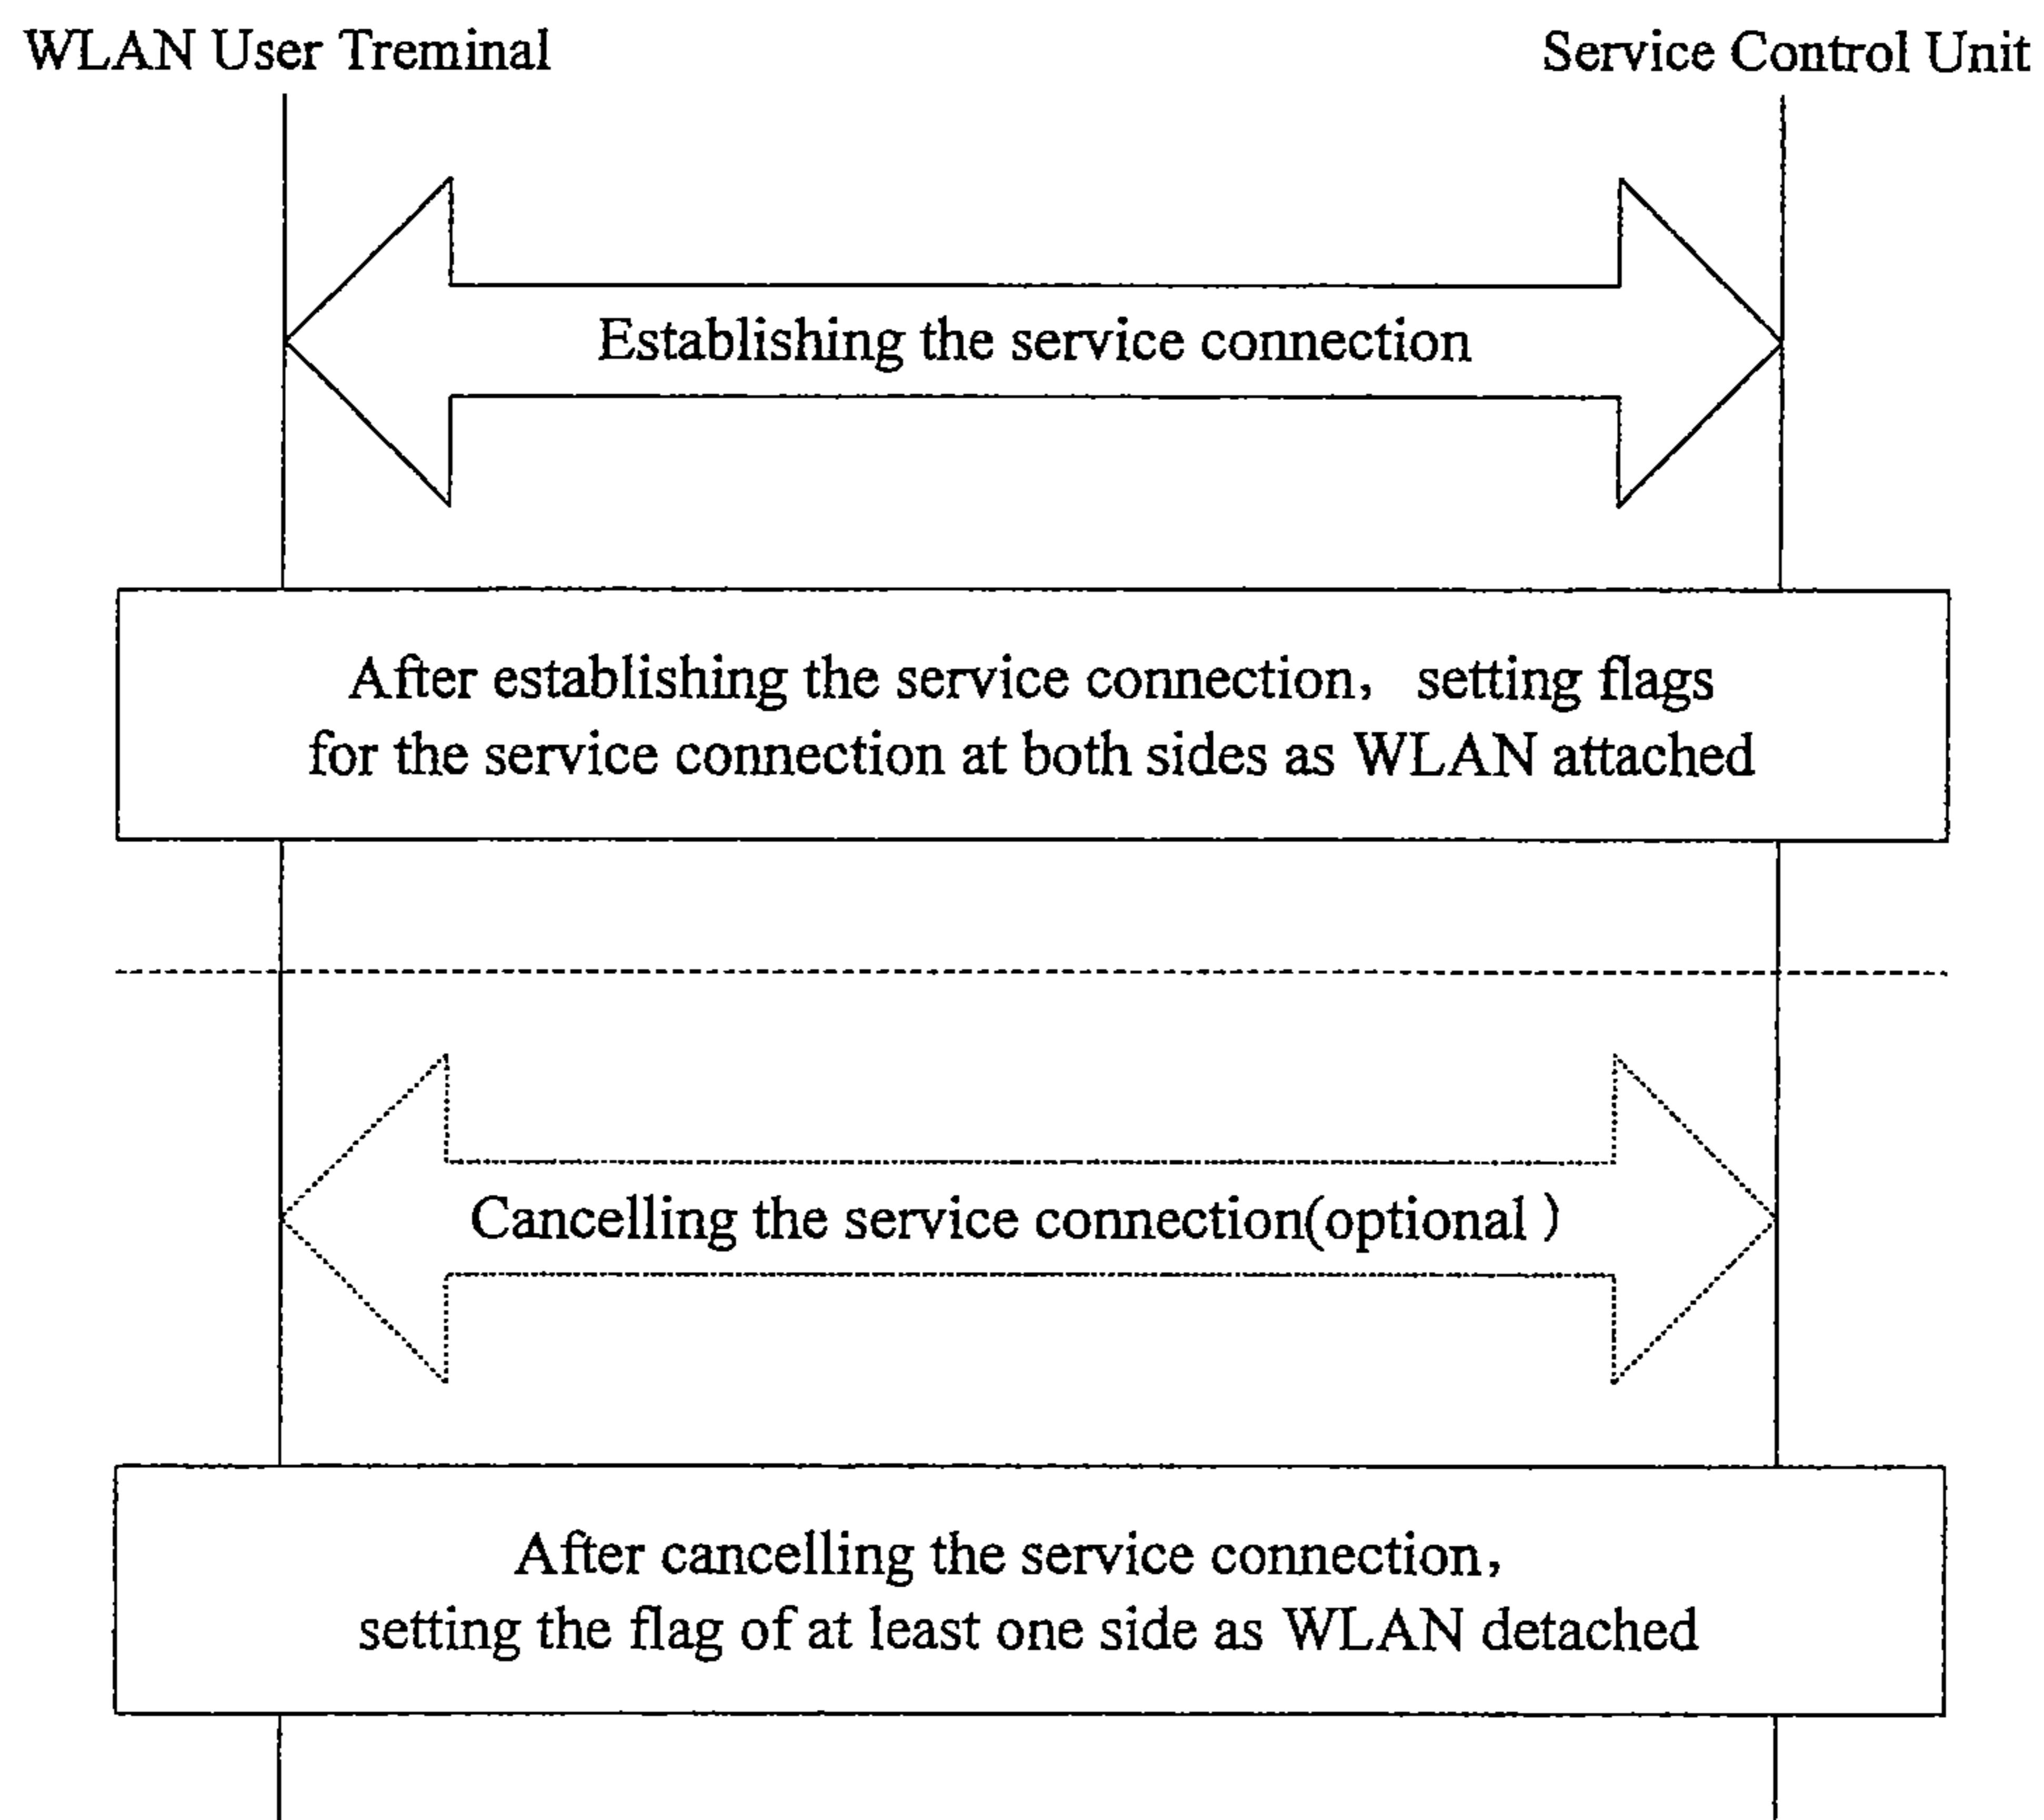 WLAN User Treminal
Service Control Unit
Establishing the service connection
After establishing the service connection, setting flags
for the service connection at both sides as WLAN attached
Cancelling the service connection(optional )
After cancelling the service connection,
setting the flag of at least one side as WLAN detached